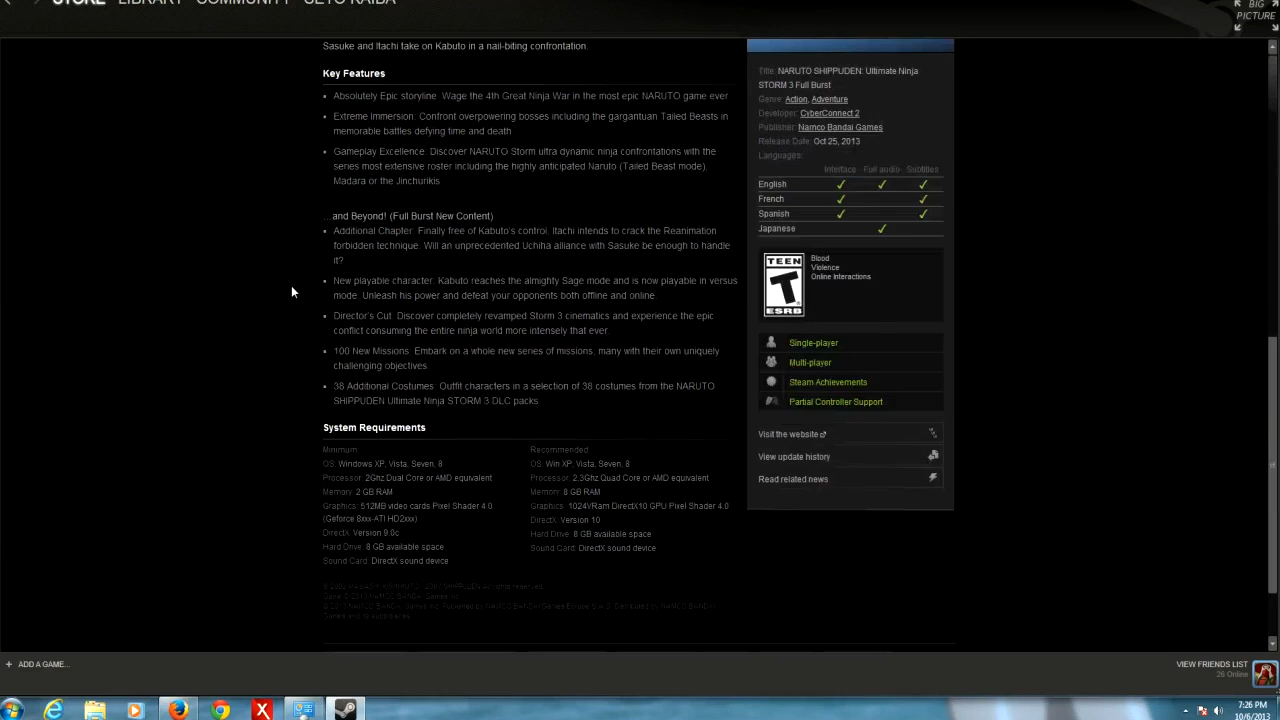 STORE LIBRARY COMMUNITY SETO KAIBA
BIG
PICTURE
Sasuke and Itachi take on Kabuto in a nail-biting confrontation.
Key Features
Absolutely Epic storyline: Wage the 4th Great Ninja War in the most epic NARUTO game ever
Extreme Immersion: Confront overpowering bosses including the gargantuan Tailed Beasts in
memorable battles defying time and death
Gameplay Excellence: Discover NARUTO Storm ultra dynamic ninja confrontations with the
series most extensive roster including the highly anticipated Naruto (Tailed Beast mode),
Madara or the Jinchurikis
...and Beyond! (Full Burst New Content)
Additional Chapter: Finally free of Kabuto's control, Itachi intends to crack the Reanimation
forbidden technique. Will an unprecedented Uchiha alliance with Sasuke be enough to handle
it?
New playable character: Kabuto reaches the almighty Sage mode and is now playable in versus
mode. Unleash his power and defeat your opponents both offline and online.
Director's Cut: Discover completely revamped Storm 3 cinematics and experience the epic
conflict consuming the entire ninja world more intensely that ever.
100 New Missions: Embark on a whole new series of missions, many with their own uniquely
challenging objectives
38 Additional Costumes: Outfit characters in a selection of 38 costumes from the NARUTO
SHIPPUDEN Ultimate Ninja STORM 3 DLC packs
System Requirements
Minimum:
OS: Windows XP, Vista, Seven, 8
Processor: 2Ghz Dual Core or AMD equivalent
Memory: 2 GB RAM
Graphics: 512MB video cards Pixel Shader 4.0
(Geforce 8xxx-ATI HD2xxx)
DirectX: Version 9.0c
Hard Drive: 8 GB available space
Sound Card: DirectX sound device
Recommended:
OS: Win XP, Vista, Seven, 8
Processor: 2,3Ghz Quad Core or AMD equivalent
Memory: 8 GB RAM
Graphics: 1024VRam DirectX10 GPU Pixel Shader 4.0
DirectX: Version 10
Hard Drive: 8 GB available space
Sound Card: DirectX sound device
Title: NARUTO SHIPPUDEN: Ultimate Ninja
STORM 3 Full Burst
Genre: Action, Adventure
Developer: CyberConnect 2
Publisher: Namco Bandai Games
Release Date: Oct 25, 2013
Languages:
Interface Full audio Subtitles
English ✓ ✓ ✓
French ✓ ✓
Spanish ✓ ✓
Japanese ✓
TEEN
T
ESRB
Blood
Violence
Online Interactions
Single-player
Multi-player
Steam Achievements
Partial Controller Support
Visit the website
View update history
Read related news
+ ADD A GAME...
VIEW FRIENDS LIST
26 Online
7:26 PM
10/6/2013